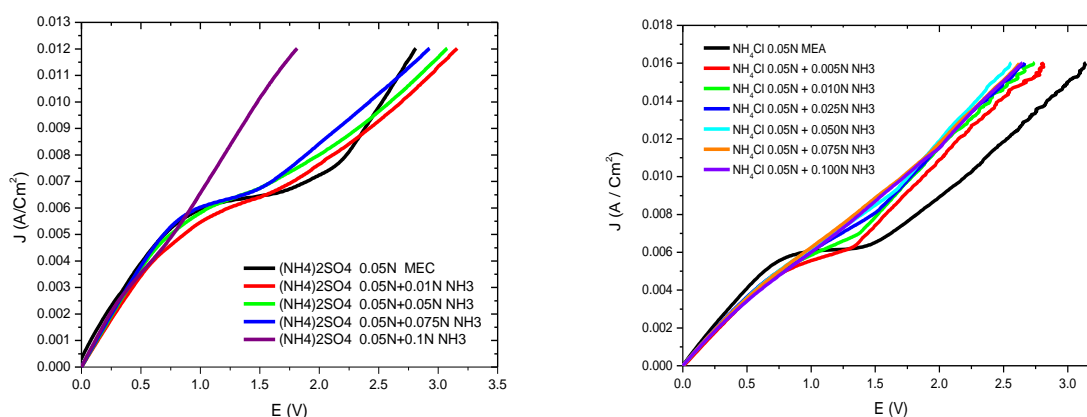 0.013
0.012
0.011
0.010
0.009
0.008
0.007
0.006
0.005
0.004
0.003
0.002
0.001
0.000
J (A/Cm²)
0.0 0.5 1.0 1.5 2.0 2.5 3.0 3.5
E (V)
(NH4)2SO4 0.05N MEC
(NH4)2SO4 0.05N+0.01N NH3
(NH4)2SO4 0.05N+0.05N NH3
(NH4)2SO4 0.05N+0.075N NH3
(NH4)2SO4 0.05N+0.1N NH3
0.018
0.016
0.014
0.012
0.010
0.008
0.006
0.004
0.002
0.000
J (A / Cm²)
0.0 0.5 1.0 1.5 2.0 2.5 3.0
E (V)
NH₄Cl 0.05N MEA
NH₄Cl 0.05N + 0.005N NH3
NH₄Cl 0.05N + 0.010N NH3
NH₄Cl 0.05N + 0.025N NH3
NH₄Cl 0.05N + 0.050N NH3
NH₄Cl 0.05N + 0.075N NH3
NH₄Cl 0.05N + 0.100N NH3